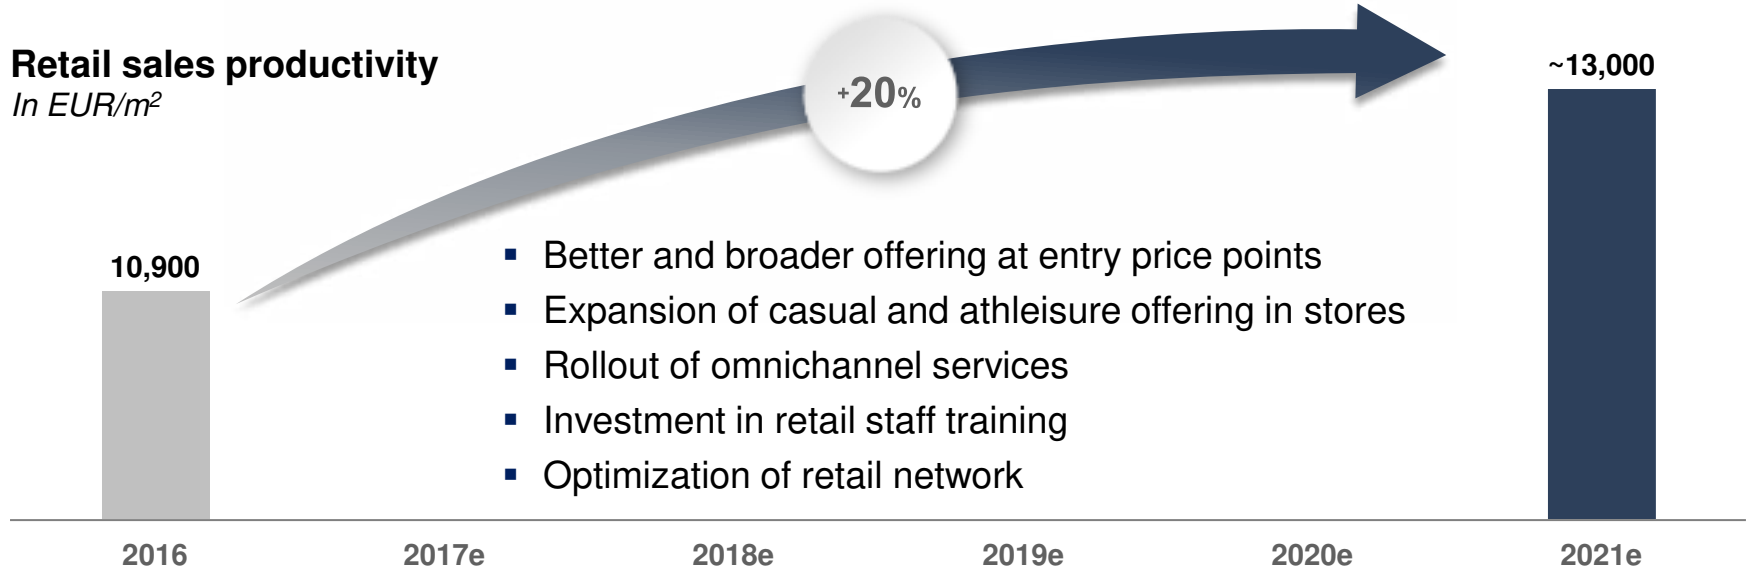 Retail sales productivity
In EUR/m²
+20%
~13,000
10,900
▪ Better and broader offering at entry price points
▪ Expansion of casual and athleisure offering in stores
▪ Rollout of omnichannel services
▪ Investment in retail staff training
▪ Optimization of retail network
2016 2017e 2018e 2019e 2020e 2021e